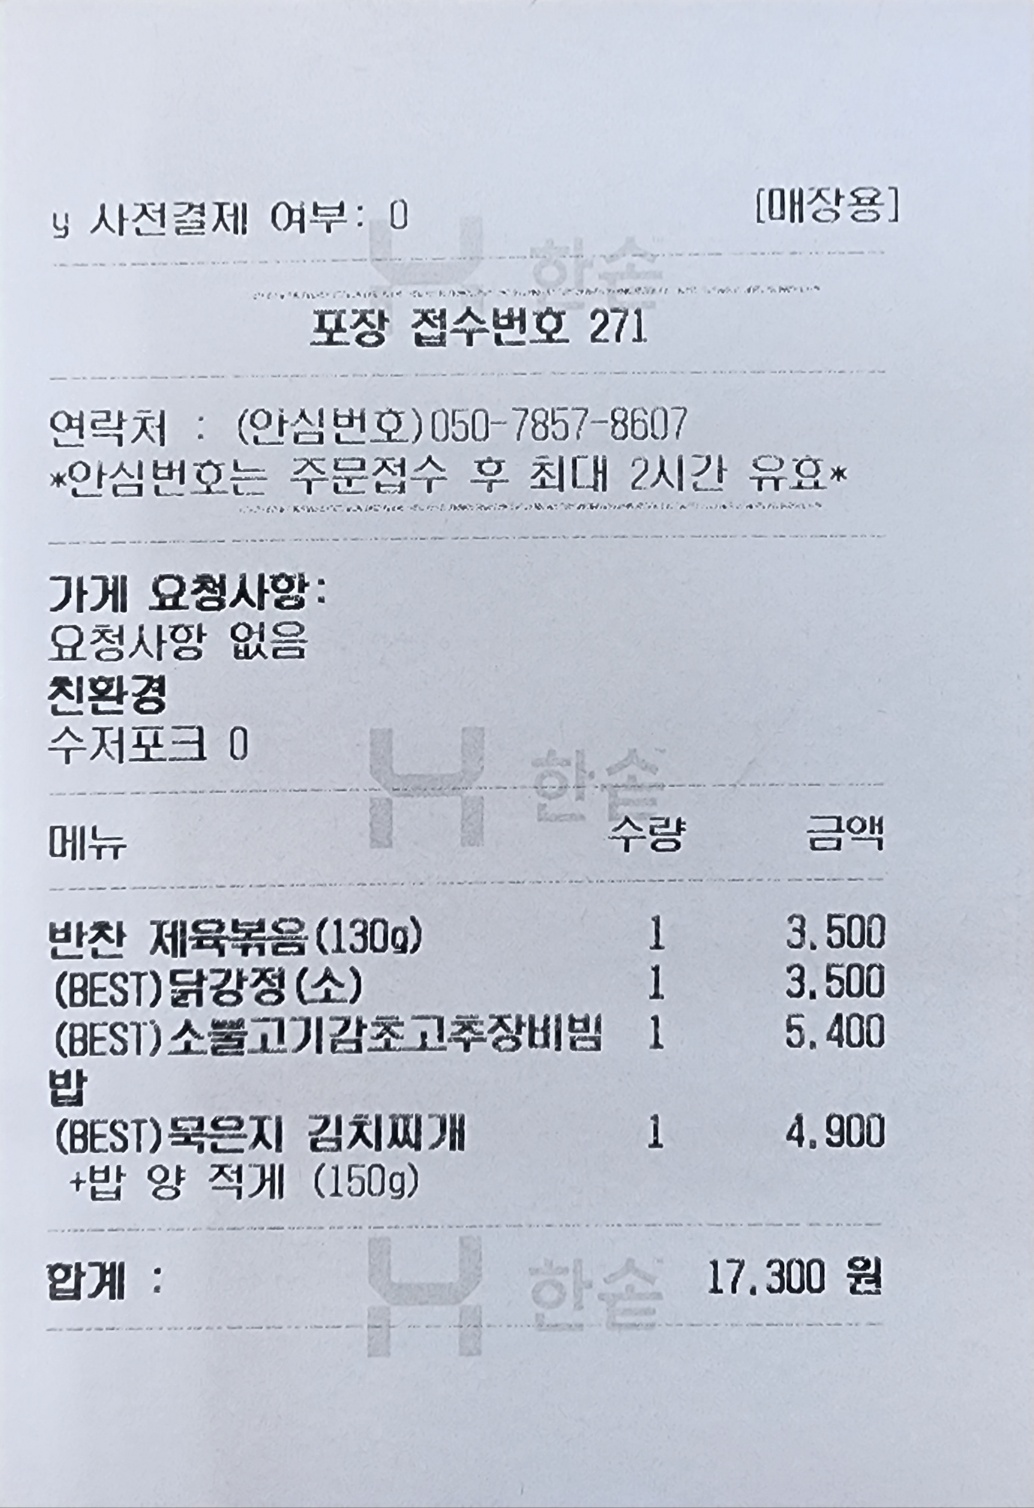 y 사전결제 여부: 0 [매장용]
포장 접수번호 271
연락처 : (안심번호)050-7857-8607
*안심번호는 주문접수 후 최대 2시간 유효*
가게 요청사항:
요청사항 없음
친환경
수저포크 0
메뉴 수량 금액
반찬 제육볶음(130g) 1 3,500
(BEST)닭강정(소) 1 3,500
(BEST)소불고기감초고추장비빔 1 5,400
밥
(BEST)묵은지 김치찌개 1 4,900
+밥 양 적게 (150g)
합계 : 17,300 원
한손
한손
한손